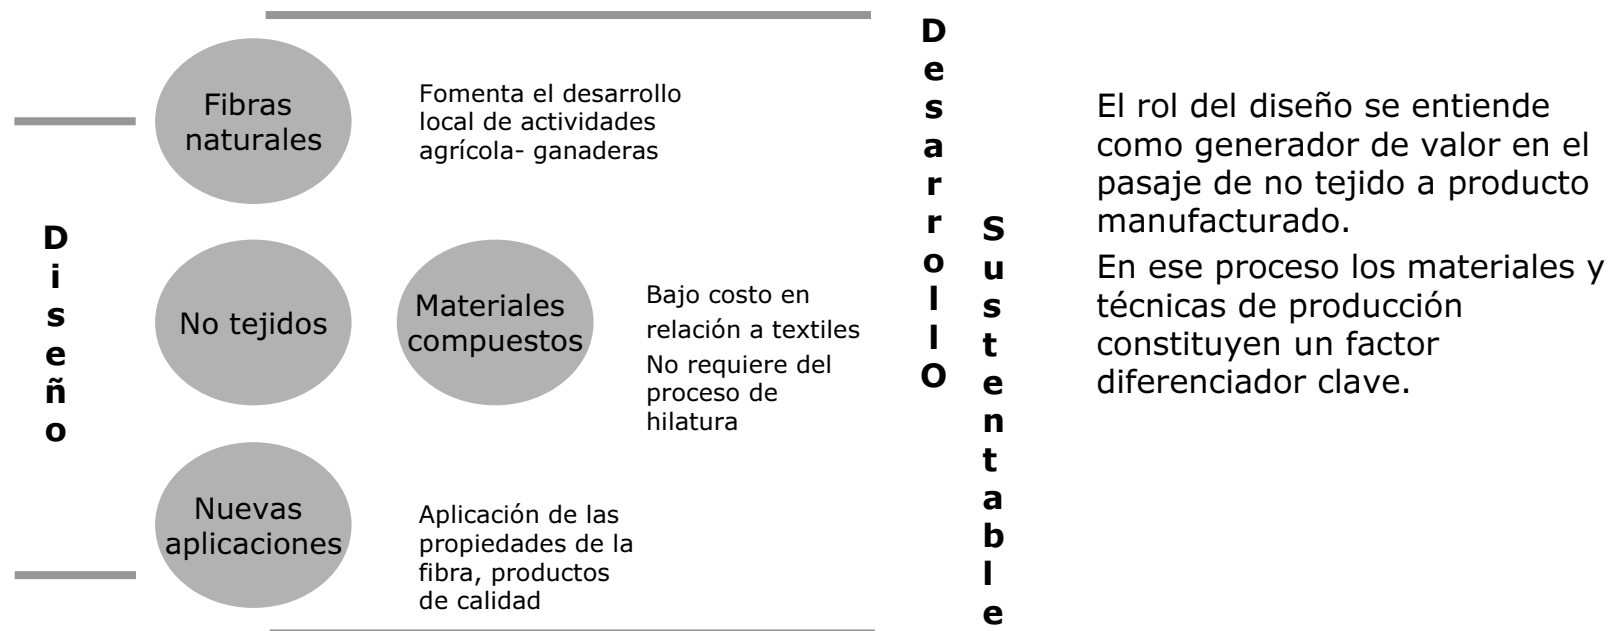 Diseño
Fibras
naturales
Fomenta el desarrollo
local de actividades
agrícola- ganaderas
No tejidos
Materiales
compuestos
Bajo costo en
relación a textiles
No requiere del
proceso de
hilatura
Nuevas
aplicaciones
Aplicación de las
propiedades de la
fibra, productos
de calidad
DesarrollO
Sustentable
El rol del diseño se entiende
como generador de valor en el
pasaje de no tejido a producto
manufacturado.
En ese proceso los materiales y
técnicas de producción
constituyen un factor
diferenciador clave.